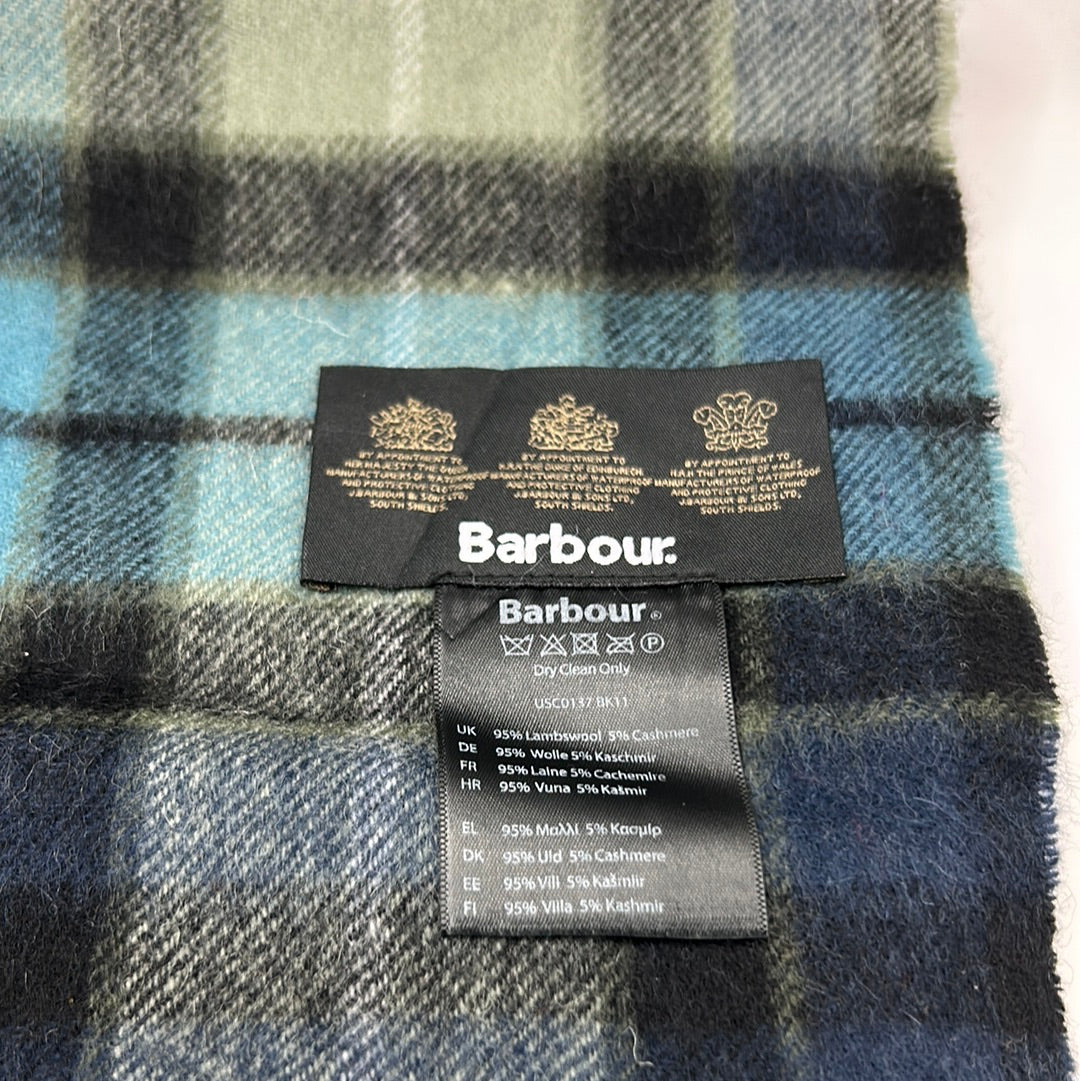 BY APPOINTMENT TO
HER MAJESTY THE
MANUFACTURERS OF WATERPROOF
AND PROTECTIVE CLOTHING
J.BARBOUR & SONS LTD.
SOUTH SHIELDS.
BY APPOINTMENT TO
H.R.H. THE DUKE OF EDINBURGH
MANUFACTURERS OF WATERPROOF
AND PROTECTIVE CLOTHING
J.BARBOUR & SONS LTD.
SOUTH SHIELDS.
BY APPOINTMENT TO
H.R.H. THE PRINCE OF WALES
MANUFACTURERS OF WATERPROOF
AND PROTECTIVE CLOTHING
J.BARBOUR & SONS LTD.
SOUTH SHIELDS.
Barbour.
Barbour®
P
Dry Clean Only
USC0137 BK11
UK 95% Lambswool 5% Cashmere
DE 95% Wolle 5% Kaschmir
FR 95% Laine 5% Cachemire
HR 95% Vuna 5% Kašmir
EL 95% Μαλλί 5% Κασμίρ
DK 95% Uld 5% Cashmere
EE 95% Vill 5% Kašmiir
FI 95% Villa 5% Kashmir